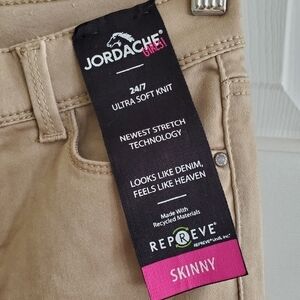 JORDACHE®
GIRLS!
24/7
ULTRA SOFT KNIT
NEWEST STRETCH
TECHNOLOGY
LOOKS LIKE DENIM,
FEELS LIKE HEAVEN
Made With
Recycled Materials
REPREVE®
SKINNY